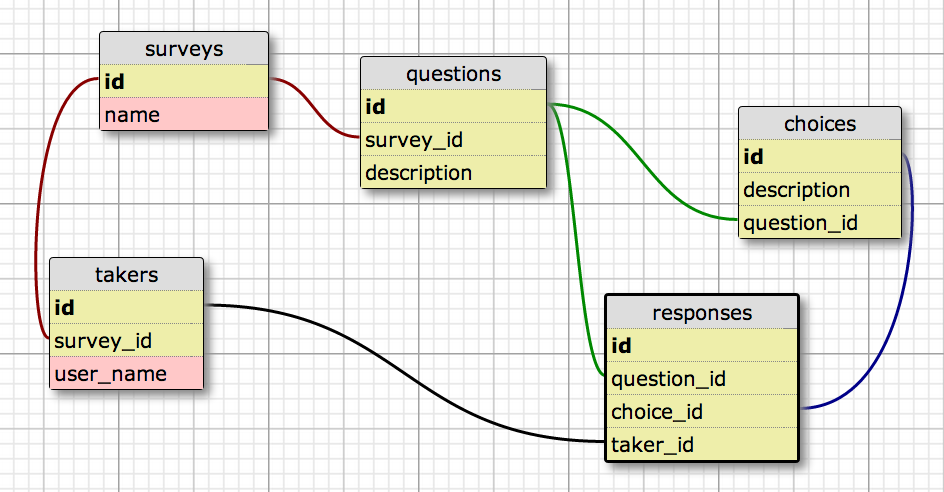 surveys
id
name
questions
id
survey_id
description
choices
id
description
question_id
takers
id
survey_id
user_name
responses
id
question_id
choice_id
taker_id